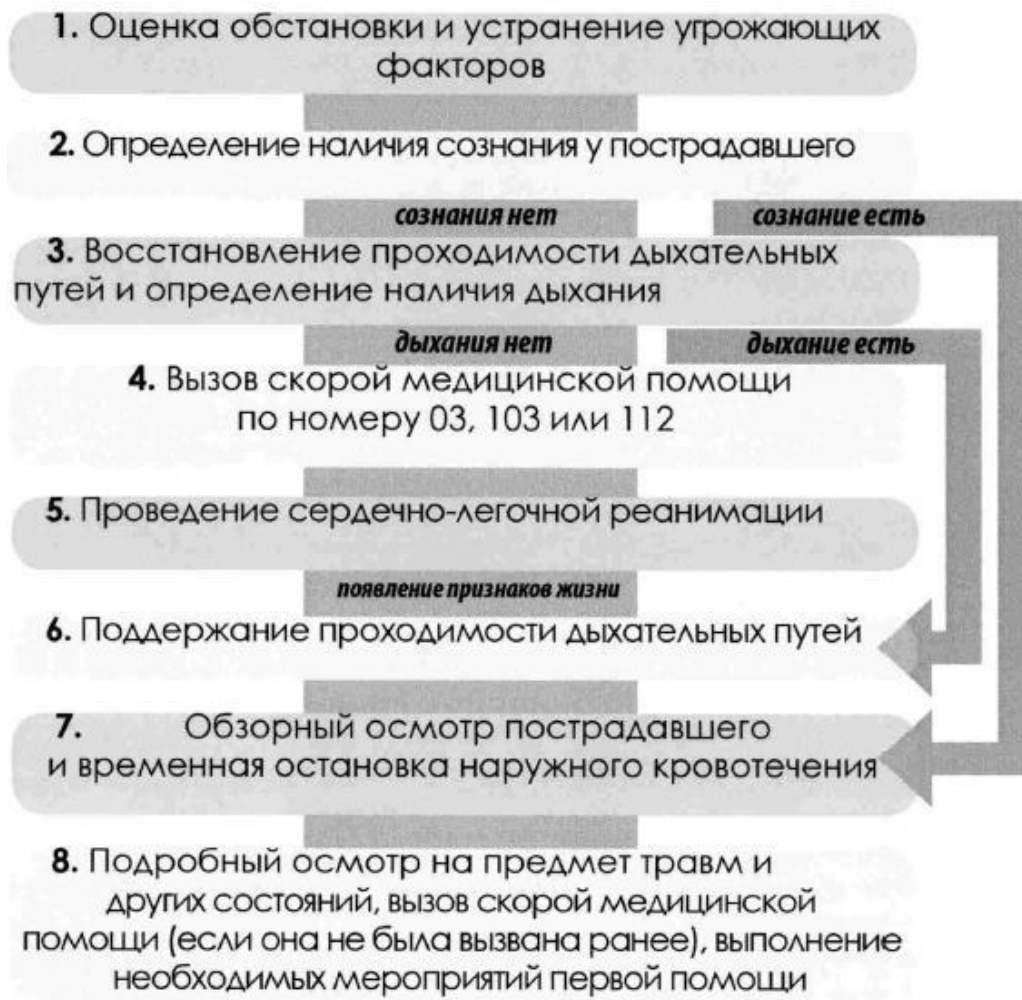 1. Оценка обстановки и устранение угрожающих
факторов
2. Определение наличия сознания у пострадавшего
сознания нет
сознание есть
3. Восстановление проходимости дыхательных
путей и определение наличия дыхания
дыхания нет
дыхание есть
4. Вызов скорой медицинской помощи
по номеру 03, 103 или 112
5. Проведение сердечно-легочной реанимации
появление признаков жизни
6. Поддержание проходимости дыхательных путей
7. Обзорный осмотр пострадавшего
и временная остановка наружного кровотечения
8. Подробный осмотр на предмет травм и
других состояний, вызов скорой медицинской
помощи (если она не была вызвана ранее), выполнение
необходимых мероприятий первой помощи